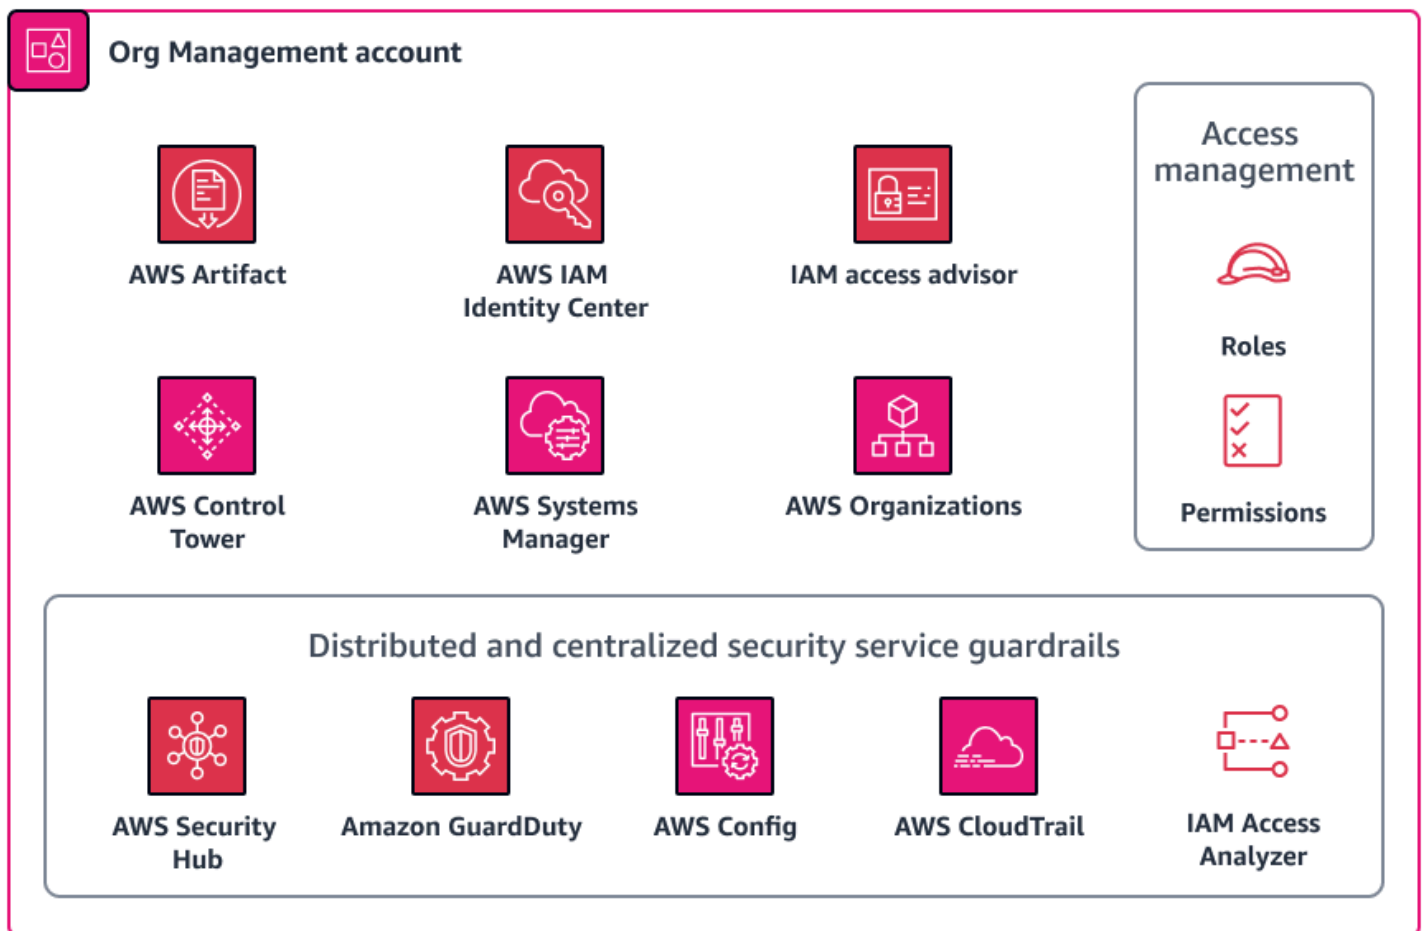 Org Management account
Access
management
AWS Artifact
AWS IAM
Identity Center
IAM access advisor
Roles
AWS Control
Tower
AWS Systems
Manager
AWS Organizations
Permissions
Distributed and centralized security service guardrails
AWS Security
Hub
Amazon GuardDuty
AWS Config
AWS CloudTrail
IAM Access
Analyzer